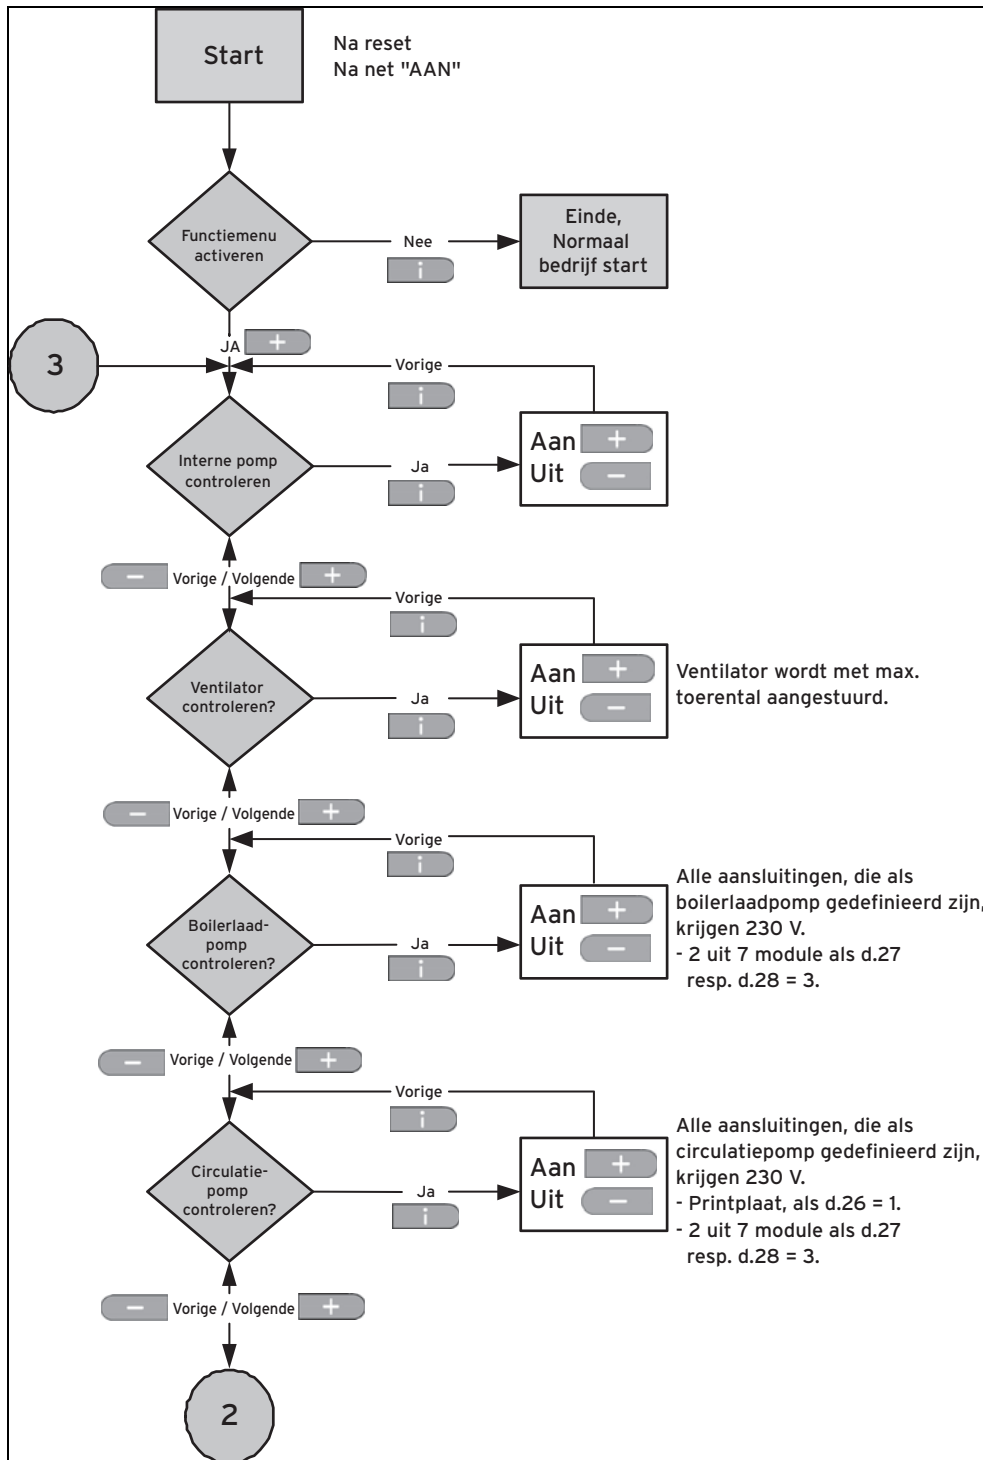 Start
Na reset
Na net "AAN"
Functiemenu
activeren
Nee
i
Einde,
Normaal
bedrijf start
JA +
3
Vorige
i
Interne pomp
controleren
Ja
i
Aan +
Uit −
− Vorige / Volgende +
Vorige
i
Ventilator
controleren?
Ja
i
Aan +
Uit −
Ventilator wordt met max.
toerental aangestuurd.
− Vorige / Volgende +
Vorige
i
Boilerlaad-
pomp
controleren?
Ja
i
Aan +
Uit −
Alle aansluitingen, die als
boilerlaadpomp gedefinieerd zijn,
krijgen 230 V.
- 2 uit 7 module als d.27
resp. d.28 = 3.
− Vorige / Volgende +
Vorige
i
Circulatie-
pomp
controleren?
Ja
i
Aan +
Uit −
Alle aansluitingen, die als
circulatiepomp gedefinieerd zijn,
krijgen 230 V.
- Printplaat, als d.26 = 1.
- 2 uit 7 module als d.27
resp. d.28 = 3.
− Vorige / Volgende +
2